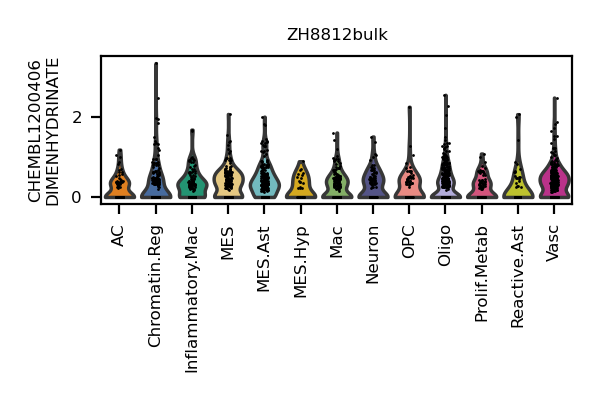 ZH8812bulk
CHEMBL1200406
DIMENHYDRINATE
2
0
AC
Chromatin.Reg
Inflammatory.Mac
MES
MES.Ast
MES.Hyp
Mac
Neuron
OPC
Oligo
Prolif.Metab
Reactive.Ast
Vasc